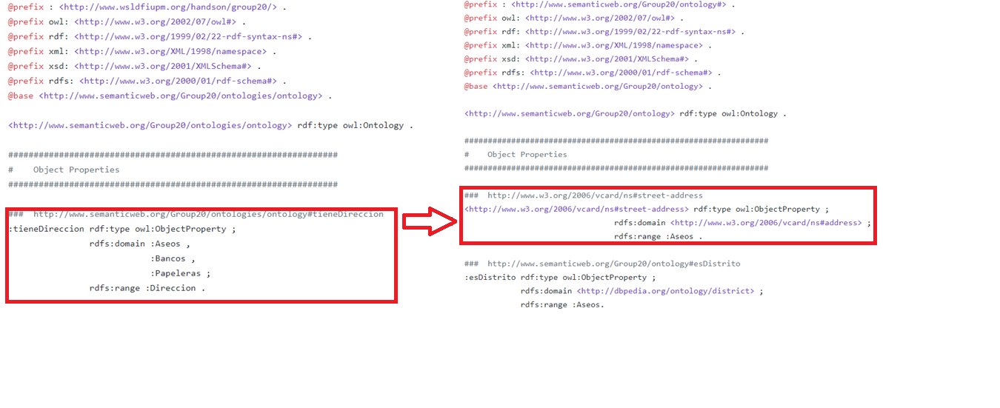 @prefix : <http://www.wsldfiupm.org/handson/group20/> .
@prefix owl: <http://www.w3.org/2002/07/owl#> .
@prefix rdf: <http://www.w3.org/1999/02/22-rdf-syntax-ns#> .
@prefix xml: <http://www.w3.org/XML/1998/namespace> .
@prefix xsd: <http://www.w3.org/2001/XMLSchema#> .
@prefix rdfs: <http://www.w3.org/2000/01/rdf-schema#> .
@base <http://www.semanticweb.org/Group20/ontologies/ontology> .
<http://www.semanticweb.org/Group20/ontologies/ontology> rdf:type owl:Ontology .
#################################################################
#    Object Properties
#################################################################
###  http://www.semanticweb.org/Group20/ontologies/ontology#tieneDireccion
:tieneDireccion rdf:type owl:ObjectProperty ;
rdfs:domain :Aseos ,
:Bancos ,
:Papeleras ;
rdfs:range :Direccion .
@prefix : <http://www.semanticweb.org/Group20/ontology#> .
@prefix owl: <http://www.w3.org/2002/07/owl#> .
@prefix rdf: <http://www.w3.org/1999/02/22-rdf-syntax-ns#> .
@prefix xml: <http://www.w3.org/XML/1998/namespace> .
@prefix xsd: <http://www.w3.org/2001/XMLSchema#> .
@prefix rdfs: <http://www.w3.org/2000/01/rdf-schema#> .
@base <http://www.semanticweb.org/Group20/ontology> .
<http://www.semanticweb.org/Group20/ontology> rdf:type owl:Ontology .
#################################################################
#    Object Properties
#################################################################
###  http://www.w3.org/2006/vcard/ns#street-address
<http://www.w3.org/2006/vcard/ns#street-address> rdf:type owl:ObjectProperty ;
rdfs:domain <http://www.w3.org/2006/vcard/ns#address> ;
rdfs:range :Aseos .
###  http://www.semanticweb.org/Group20/ontology#esDistrito
:esDistrito rdf:type owl:ObjectProperty ;
rdfs:domain <http://dbpedia.org/ontology/district> ;
rdfs:range :Aseos.